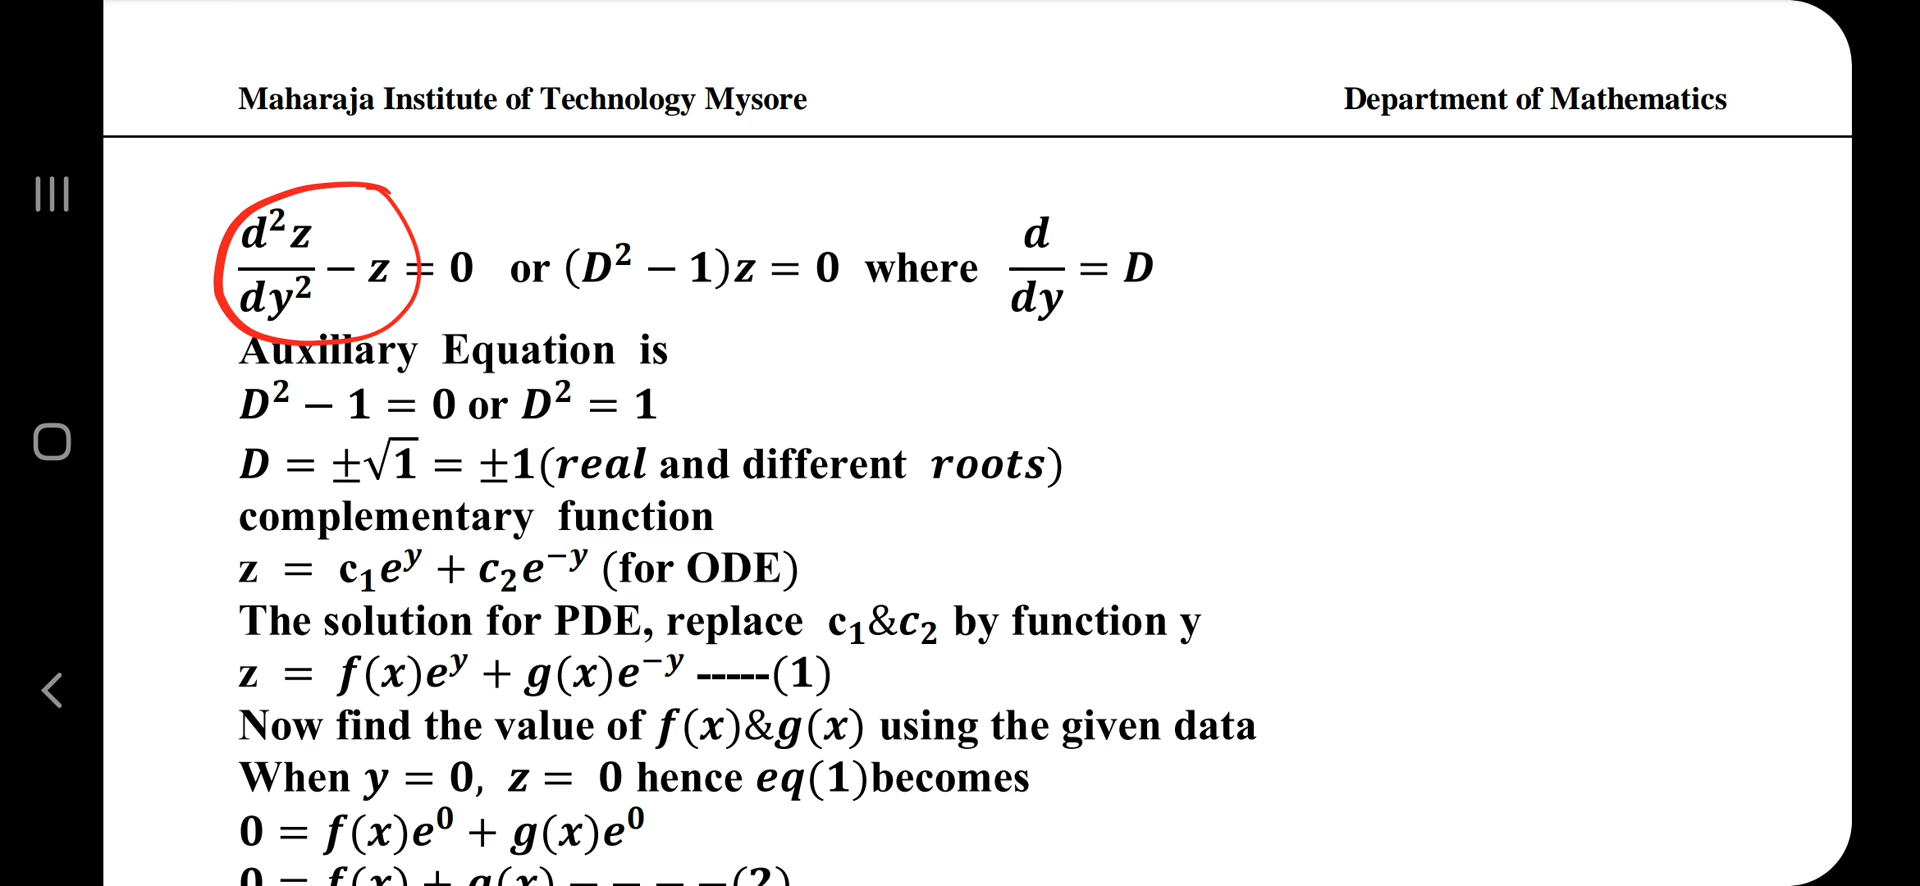 Maharaja Institute of Technology Mysore Department of Mathematics
d²z/dy² − z = 0 or (D² − 1)z = 0 where d/dy = D
Auxillary Equation is
D² − 1 = 0 or D² = 1
D = ±√1 = ±1(real and different roots)
complementary function
z = c₁eʸ + c₂e⁻ʸ (for ODE)
The solution for PDE, replace c₁&c₂ by function y
z = f(x)eʸ + g(x)e⁻ʸ -----(1)
Now find the value of f(x)&g(x) using the given data
When y = 0, z = 0 hence eq(1)becomes
0 = f(x)e⁰ + g(x)e⁰
0 = f(x) + g(x) − − − −(2)